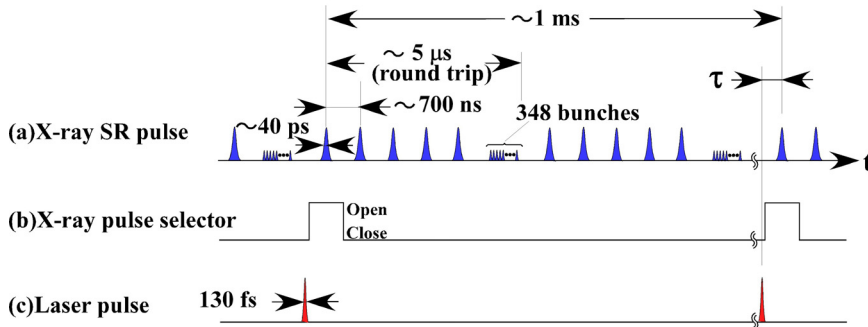 ~1 ms
~ 5 μs
(round trip)
τ
~700 ns
348 bunches
(a)X-ray SR pulse
~40 ps
t
(b)X-ray pulse selector
Open
Close
(c)Laser pulse
130 fs